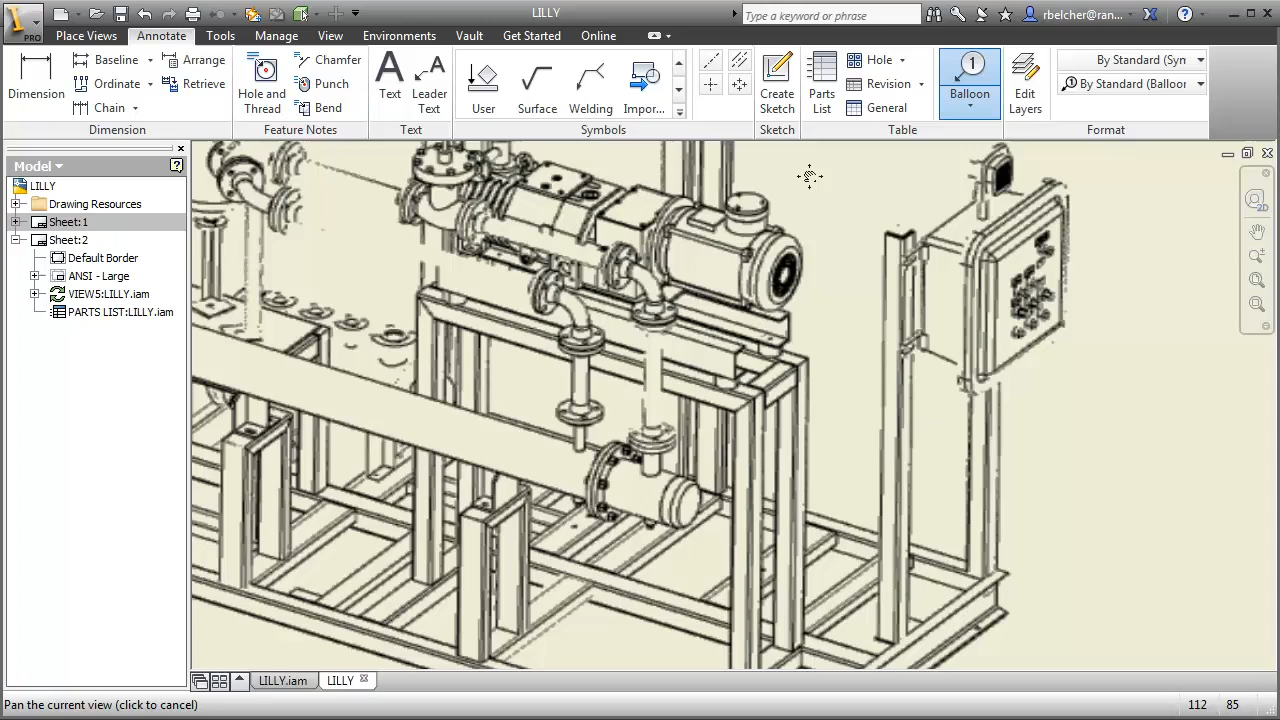 LILLY
Type a keyword or phrase
rbelcher@ran...
PRO
Place Views
Annotate
Tools
Manage
View
Environments
Vault
Get Started
Online
Dimension
Baseline
Ordinate
Chain
Arrange
Retrieve
Dimension
Hole and
Thread
Chamfer
Punch
Bend
Feature Notes
Text
Leader
Text
Text
User
Surface
Welding
Impor...
Symbols
Create
Sketch
Sketch
Parts
List
Hole
Revision
General
Table
Balloon
Edit
Layers
By Standard (Syn
By Standard (Balloor
Format
Model
LILLY
Drawing Resources
Sheet:1
Sheet:2
Default Border
ANSI - Large
VIEW5:LILLY.iam
PARTS LIST:LILLY.iam
2D
LILLY.iam
LILLY
Pan the current view (click to cancel)
112
85